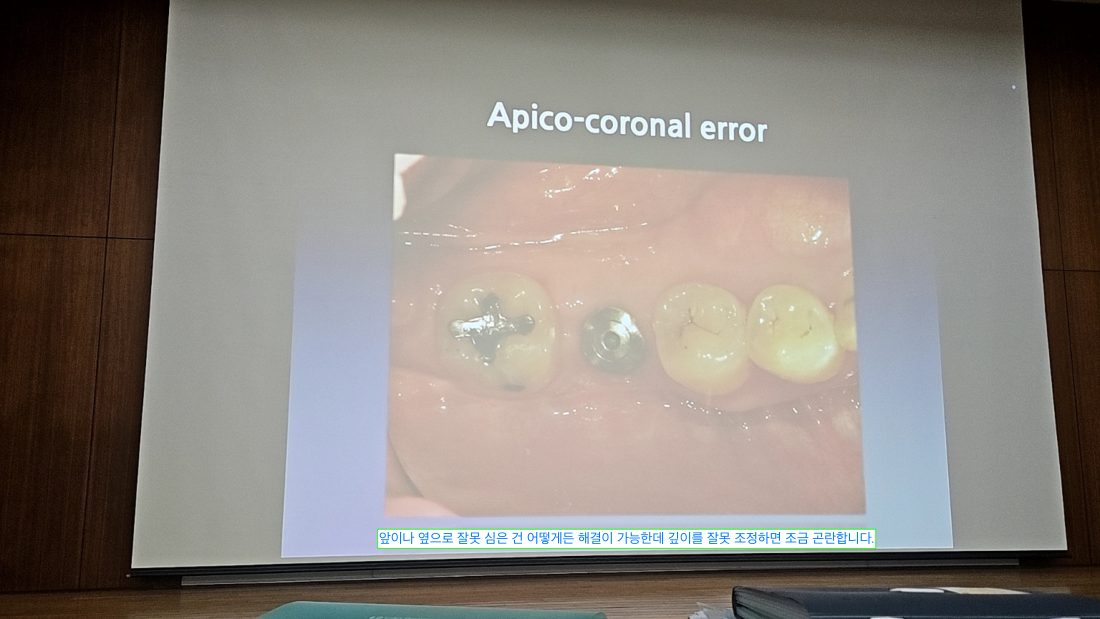 Apico-coronal error
앞이나 옆으로 잘못 심은 건 어떻게든 해결이 가능한데 깊이를 잘못 조정하면 조금 곤란합니다.